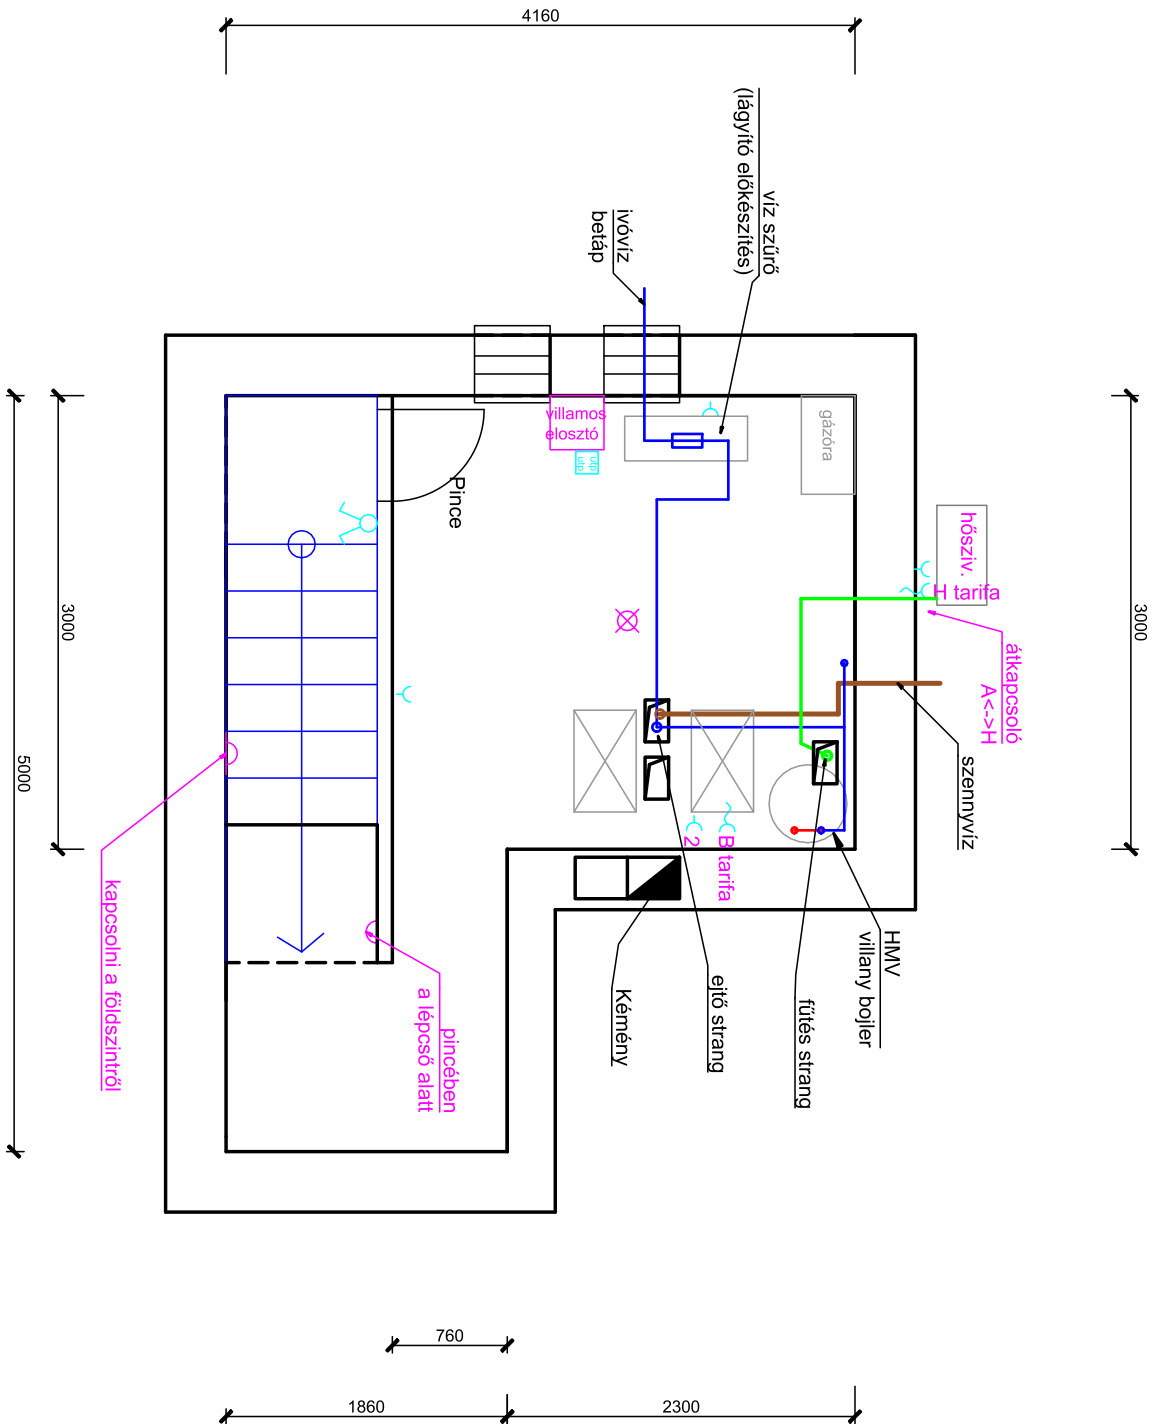 4160
víz szűrő
(lágyító előkészítés)
ivóvíz
betáp
villamos
elosztó
gázóra
Pince
hősziv.
H tarifa
átkapcsoló
A<->H
szennyvíz
3000
5000
3000
B tarifa
2
HMV
villany bojler
fűtés strang
ejtő strang
Kémény
pincében
a lépcső alatt
kapcsolni a földszintről
760
1860
2300